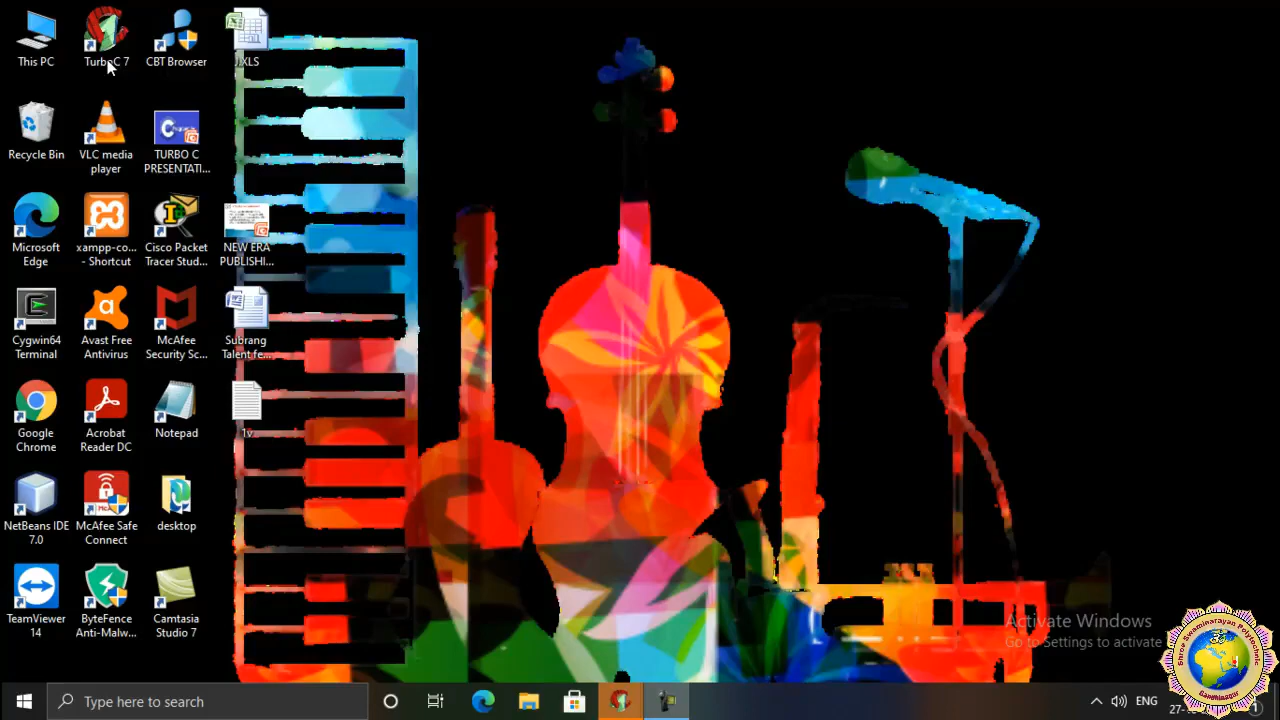 This PC
TurboC 7
CBT Browser
JXLS
Recycle Bin
VLC media
player
TURBO C
PRESENTATI...
Microsoft
Edge
xampp-co...
- Shortcut
Cisco Packet
Tracer Stud...
NEW ERA
PUBLISHI...
Cygwin64
Terminal
Avast Free
Antivirus
McAfee
Security Sc...
Subrang
Talent fe...
Google
Chrome
Acrobat
Reader DC
Notepad
1v
NetBeans IDE
7.0
McAfee Safe
Connect
desktop
TeamViewer
14
ByteFence
Anti-Malw...
Camtasia
Studio 7
Activate Windows
Go to Settings to activate
Type here to search
ENG
27-